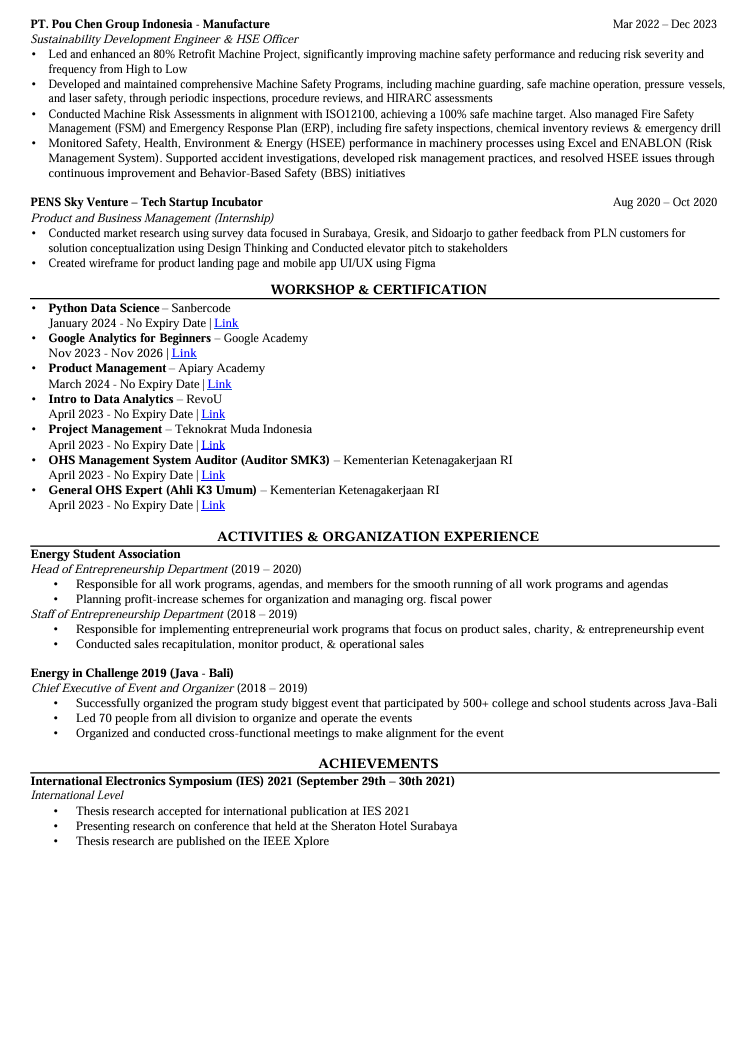 PT. Pou Chen Group Indonesia - Manufacture Mar 2022 – Dec 2023
Sustainability Development Engineer & HSE Officer
• Led and enhanced an 80% Retrofit Machine Project, significantly improving machine safety performance and reducing risk severity and
frequency from High to Low
• Developed and maintained comprehensive Machine Safety Programs, including machine guarding, safe machine operation, pressure vessels,
and laser safety, through periodic inspections, procedure reviews, and HIRARC assessments
• Conducted Machine Risk Assessments in alignment with ISO12100, achieving a 100% safe machine target. Also managed Fire Safety
Management (FSM) and Emergency Response Plan (ERP), including fire safety inspections, chemical inventory reviews & emergency drill
• Monitored Safety, Health, Environment & Energy (HSEE) performance in machinery processes using Excel and ENABLON (Risk
Management System). Supported accident investigations, developed risk management practices, and resolved HSEE issues through
continuous improvement and Behavior-Based Safety (BBS) initiatives
PENS Sky Venture – Tech Startup Incubator Aug 2020 – Oct 2020
Product and Business Management (Internship)
• Conducted market research using survey data focused in Surabaya, Gresik, and Sidoarjo to gather feedback from PLN customers for
solution conceptualization using Design Thinking and Conducted elevator pitch to stakeholders
• Created wireframe for product landing page and mobile app UI/UX using Figma
WORKSHOP & CERTIFICATION
• Python Data Science – Sanbercode
January 2024 - No Expiry Date | Link
• Google Analytics for Beginners – Google Academy
Nov 2023 - Nov 2026 | Link
• Product Management – Apiary Academy
March 2024 - No Expiry Date | Link
• Intro to Data Analytics – RevoU
April 2023 - No Expiry Date | Link
• Project Management – Teknokrat Muda Indonesia
April 2023 - No Expiry Date | Link
• OHS Management System Auditor (Auditor SMK3) – Kementerian Ketenagakerjaan RI
April 2023 - No Expiry Date | Link
• General OHS Expert (Ahli K3 Umum) – Kementerian Ketenagakerjaan RI
April 2023 - No Expiry Date | Link
ACTIVITIES & ORGANIZATION EXPERIENCE
Energy Student Association
Head of Entrepreneurship Department (2019 – 2020)
• Responsible for all work programs, agendas, and members for the smooth running of all work programs and agendas
• Planning profit-increase schemes for organization and managing org. fiscal power
Staff of Entrepreneurship Department (2018 – 2019)
• Responsible for implementing entrepreneurial work programs that focus on product sales, charity, & entrepreneurship event
• Conducted sales recapitulation, monitor product, & operational sales
Energy in Challenge 2019 (Java - Bali)
Chief Executive of Event and Organizer (2018 – 2019)
• Successfully organized the program study biggest event that participated by 500+ college and school students across Java-Bali
• Led 70 people from all division to organize and operate the events
• Organized and conducted cross-functional meetings to make alignment for the event
ACHIEVEMENTS
International Electronics Symposium (IES) 2021 (September 29th – 30th 2021)
International Level
• Thesis research accepted for international publication at IES 2021
• Presenting research on conference that held at the Sheraton Hotel Surabaya
• Thesis research are published on the IEEE Xplore